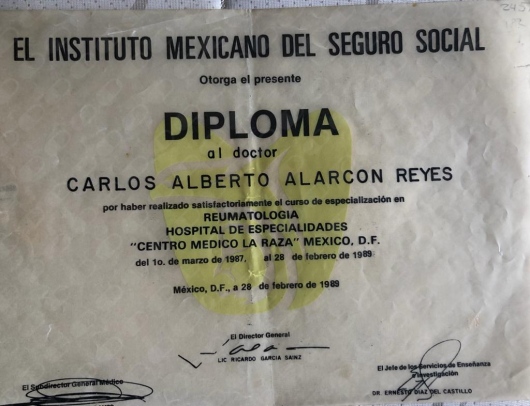 EL INSTITUTO MEXICANO DEL SEGURO SOCIAL
Otorga el presente
DIPLOMA
al doctor
CARLOS ALBERTO ALARCON REYES
por haber realizado satisfactoriamente el curso de especialización en
REUMATOLOGIA
HOSPITAL DE ESPECIALIDADES
"CENTRO MEDICO LA RAZA" MEXICO, D.F.
del 1o. de marzo de 1987. al 28 de febrero de 1989
México, D.F., a 28 de febrero de 1989
El Director General
LIC RICARDO GARCIA SAINZ
El Subdirector General Médico
El Jefe de los Servicios de Enseñanza
e Investigación
DR. ERNESTO DIAZ DEL CASTILLO